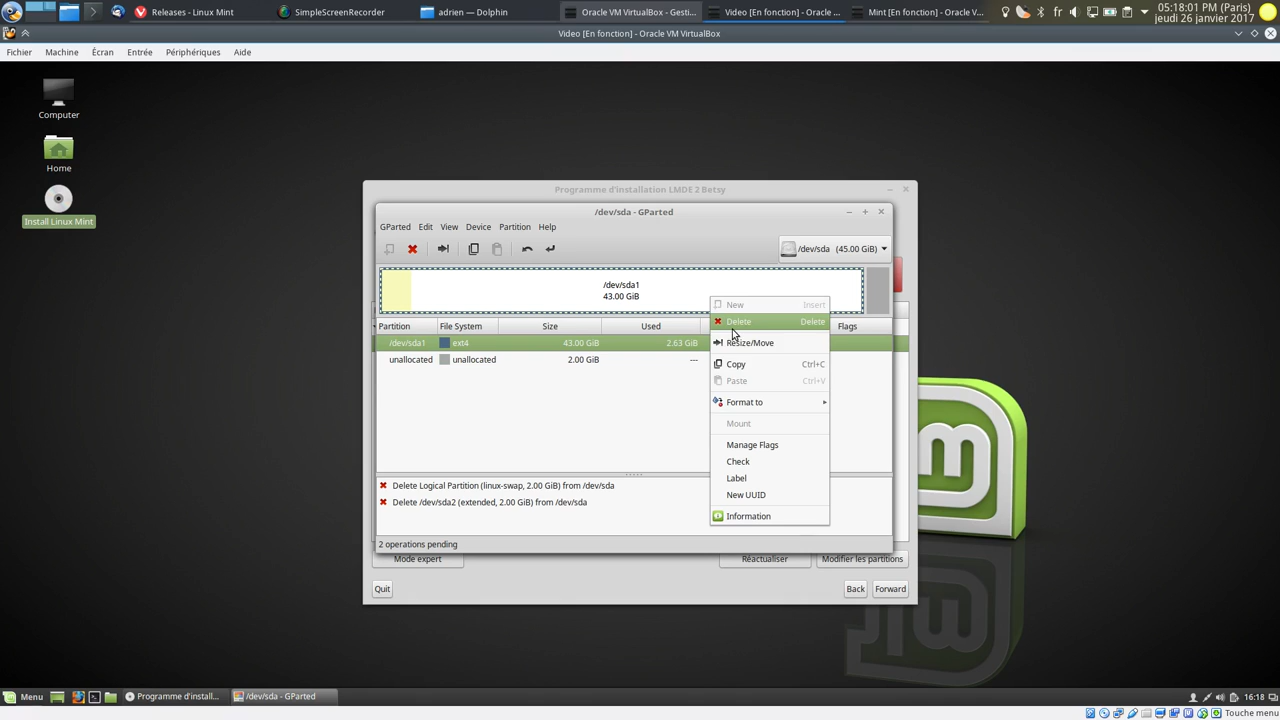 Releases - Linux Mint
SimpleScreenRecorder
adrien — Dolphin
Oracle VM VirtualBox - Gesti...
Video [En fonction] - Oracle ...
Mint [En fonction] - Oracle V...
fr
05:18:01 PM (Paris)
jeudi 26 janvier 2017
Video [En fonction] - Oracle VM VirtualBox
Fichier Machine Écran Entrée Périphériques Aide
Computer
Home
Install Linux Mint
Programme d'installation LMDE 2 Betsy
/dev/sda - GParted
GParted Edit View Device Partition Help
/dev/sda (45.00 GiB)
/dev/sda1
43.00 GiB
Partition File System Size Used Flags
/dev/sda1 ext4 43.00 GiB 2.63 GiB
unallocated unallocated 2.00 GiB ---
New Insert
Delete Delete
Resize/Move
Copy Ctrl+C
Paste Ctrl+V
Format to
Mount
Manage Flags
Check
Label
New UUID
Information
Delete Logical Partition (linux-swap, 2.00 GiB) from /dev/sda
Delete /dev/sda2 (extended, 2.00 GiB) from /dev/sda
2 operations pending
Mode expert Réactualiser Modifier les partitions
Quit Back Forward
Menu Programme d'install... /dev/sda - GParted 16:18
Touche menu